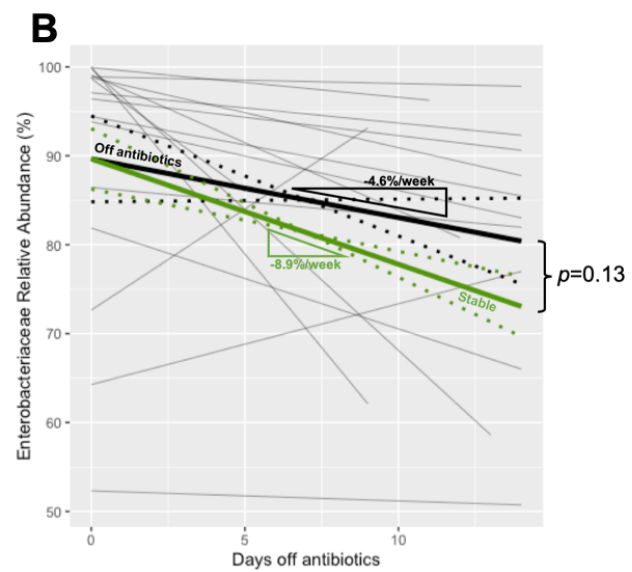 B
Enterobacteriaceae Relative Abundance (%)
100
90
80
70
60
50
Off antibiotics
-4.6%/week
-8.9%/week
Stable
p=0.13
0
5
10
Days off antibiotics